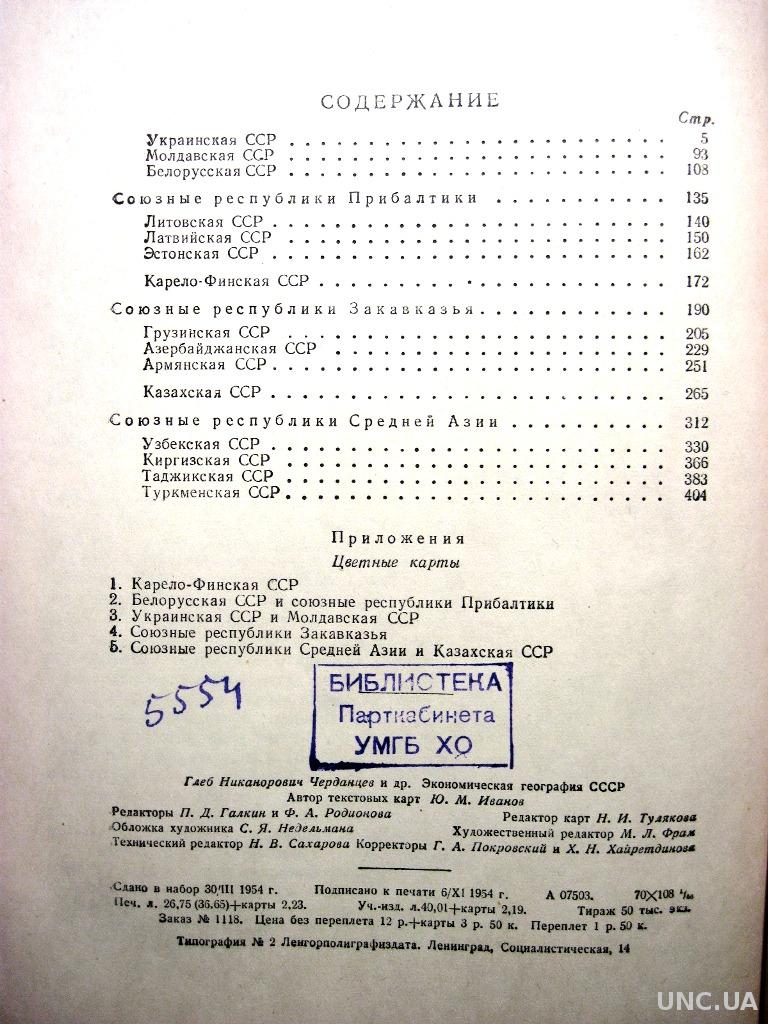 СОДЕРЖАНИЕ
Стр.
Украинская ССР . . . . . . . . . . . . . . . . . . . . . . . 5
Молдавская ССР . . . . . . . . . . . . . . . . . . . . . . . 93
Белорусская ССР . . . . . . . . . . . . . . . . . . . . . . . 108
Союзные республики Прибалтики . . . . . . . . . . . 135
Литовская ССР . . . . . . . . . . . . . . . . . . . . . . . . 140
Латвийская ССР . . . . . . . . . . . . . . . . . . . . . . . 150
Эстонская ССР . . . . . . . . . . . . . . . . . . . . . . . . 162
Карело-Финская ССР . . . . . . . . . . . . . . . . . . . . . 172
Союзные республики Закавказья . . . . . . . . . . . . 190
Грузинская ССР . . . . . . . . . . . . . . . . . . . . . . . 205
Азербайджанская ССР . . . . . . . . . . . . . . . . . . . . 229
Армянская ССР . . . . . . . . . . . . . . . . . . . . . . . . 251
Казахская ССР . . . . . . . . . . . . . . . . . . . . . . . . 265
Союзные республики Средней Азии . . . . . . . . . . 312
Узбекская ССР . . . . . . . . . . . . . . . . . . . . . . . . 330
Киргизская ССР . . . . . . . . . . . . . . . . . . . . . . . 366
Таджикская ССР . . . . . . . . . . . . . . . . . . . . . . . 383
Туркменская ССР . . . . . . . . . . . . . . . . . . . . . . . 404
Приложения
Цветные карты
1. Карело-Финская ССР
2. Белорусская ССР и союзные республики Прибалтики
3. Украинская ССР и Молдавская ССР
4. Союзные республики Закавказья
5. Союзные республики Средней Азии и Казахская ССР
5554
БИБЛИОТЕКА
Парткабинета
УМГБ ХО
Глеб Никанорович Черданцев и др. Экономическая география СССР
Автор текстовых карт Ю. М. Иванов
Редакторы П. Д. Галкин и Ф. А. Родионова Редактор карт Н. И. Тулякова
Обложка художника С. Я. Недельмана Художественный редактор М. Л. Фрам
Технический редактор Н. В. Сахарова Корректоры Г. А. Покровский и Х. Н. Хайретдинова
Сдано в набор 30/III 1954 г. Подписано к печати 6/XI 1954 г. А 07503. 70×108 1/16
Печ. л. 26,75 (36,65)+карты 2,23. Уч.-изд. л.40,01+карты 2,19. Тираж 50 тыс. экз.
Заказ № 1118. Цена без переплета 12 р.+карты 3 р. 50 к. Переплет 1 р. 50 к.
Типография № 2 Ленгорполиграфиздата. Ленинград, Социалистическая, 14
UNC.UA